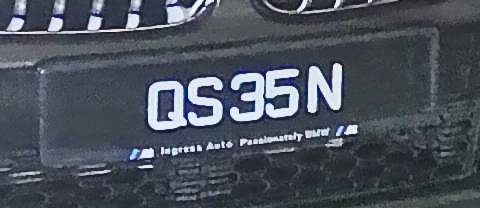 QS35N
Ingress Auto Passionately BMW